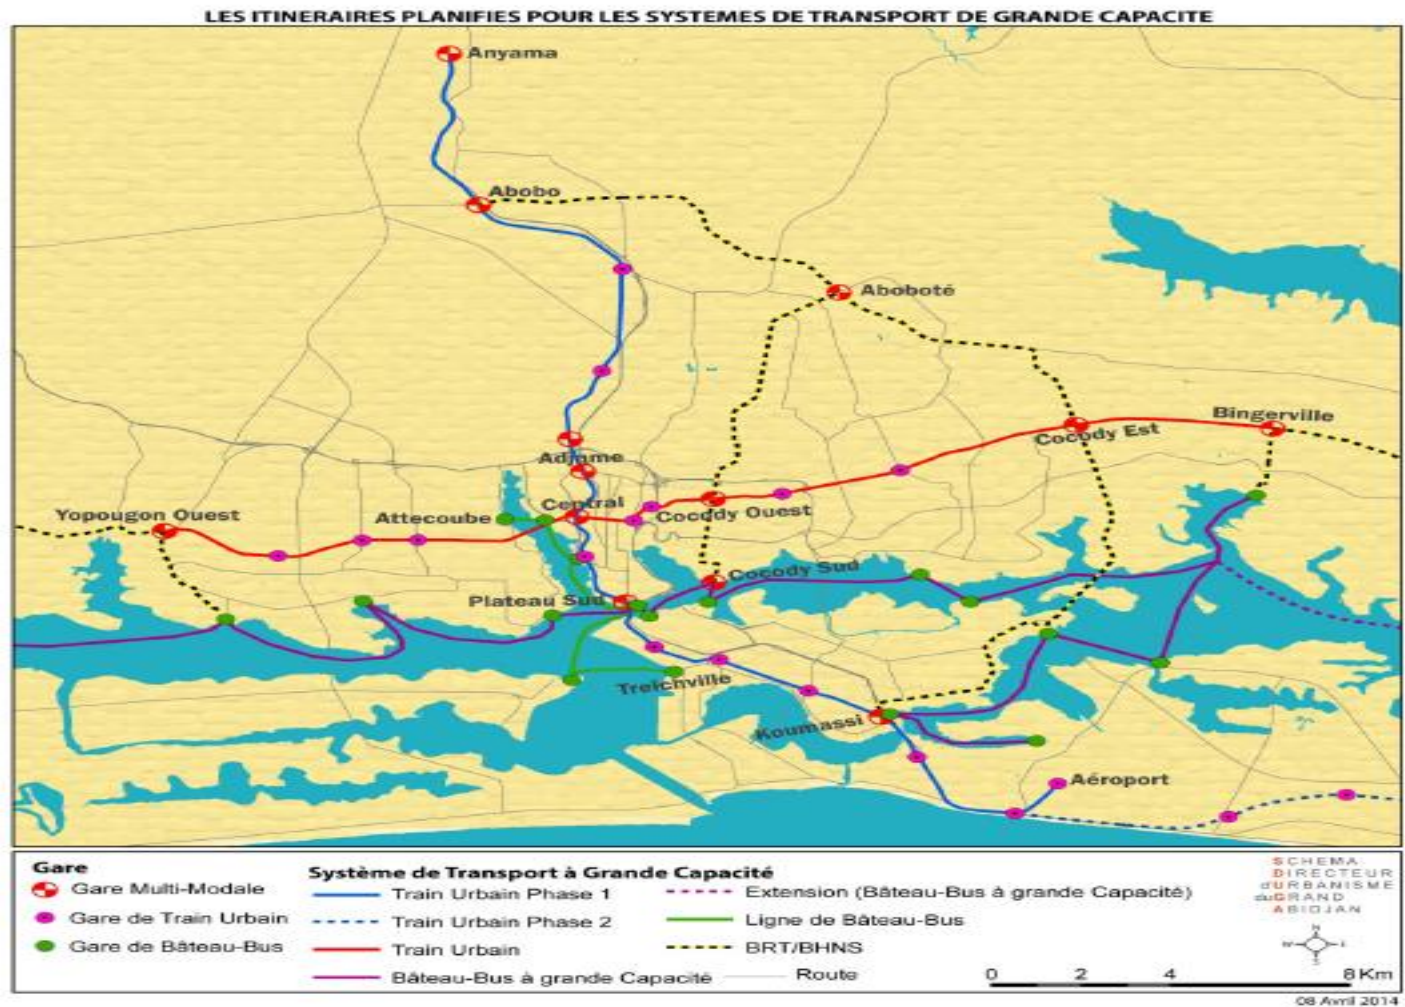 LES ITINERAIRES PLANIFIES POUR LES SYSTEMES DE TRANSPORT DE GRANDE CAPACITE
Anyama
Abobo
Aboboté
Bingerville
Cocody Est
Adjame
Central
Cocody Ouest
Yopougon Ouest
Attecoube
Cocody Sud
Plateau Sud
Treichville
Koumassi
Aéroport
Gare
Gare Multi-Modale
Gare de Train Urbain
Gare de Bâteau-Bus
Système de Transport à Grande Capacité
Train Urbain Phase 1
Train Urbain Phase 2
Train Urbain
Bâteau-Bus à grande Capacité
Extension (Bâteau-Bus à grande Capacité)
Ligne de Bâteau-Bus
BRT/BHNS
Route
SCHEMA
DIRECTEUR
d'URBANISME
du GRAND
ABIDJAN
N
W E
S
0 2 4 8 Km
08 Avril 2014